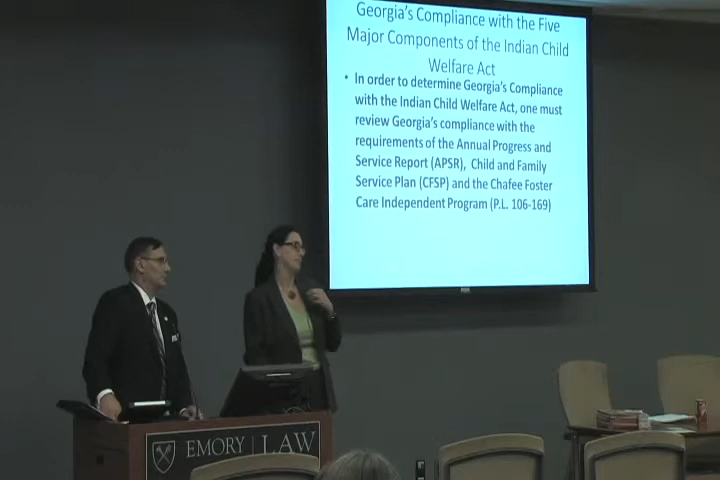 Georgia's Compliance with the Five
Major Components of the Indian Child
Welfare Act
• In order to determine Georgia's Compliance
with the Indian Child Welfare Act, one must
review Georgia's compliance with the
requirements of the Annual Progress and
Service Report (APSR), Child and Family
Service Plan (CFSP) and the Chafee Foster
Care Independent Program (P.L. 106-169)
EMORY | LAW